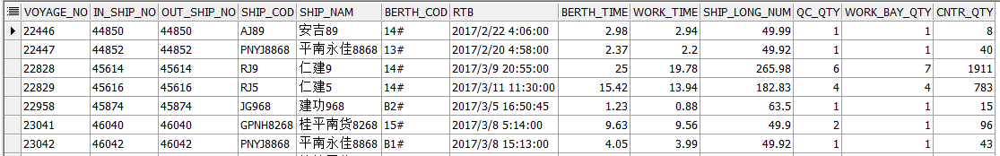 VOYAGE_NO IN_SHIP_NO OUT_SHIP_NO SHIP_COD SHIP_NAM BERTH_COD RTB BERTH_TIME WORK_TIME SHIP_LONG_NUM QC_QTY WORK_BAY_QTY CNTR_QTY
22446 44850 44850 AJ89 安吉89 14# 2017/2/22 4:06:00 2.98 2.94 49.99 1 1 8
22447 44852 44852 PNYJ8868 平南永佳8868 13# 2017/2/20 4:58:00 2.37 2.2 49.92 1 1 40
22828 45614 45614 RJ9 仁建9 14# 2017/3/9 20:55:00 25 19.78 265.98 6 7 1911
22829 45616 45616 RJ5 仁建5 14# 2017/3/11 11:30:00 15.42 13.94 182.83 4 4 783
22958 45874 45874 JG968 建功968 B2# 2017/3/5 16:50:45 1.23 0.88 63.5 1 1 15
23041 46040 46040 GPNH8268 桂平南货8268 15# 2017/3/8 5:14:00 9.63 9.56 49.9 2 1 96
23042 46042 46042 PNYJ8868 平南永佳8868 B1# 2017/3/8 15:13:00 4.05 3.99 49.92 1 1 43